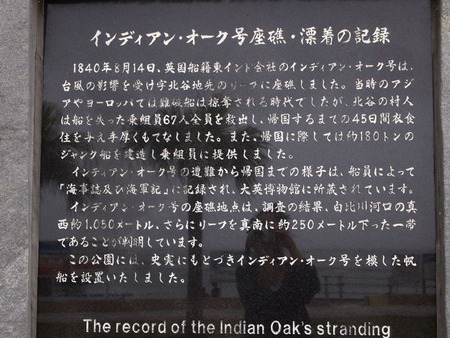 インディアン・オーク号座礁・漂着の記録
1840年8月14日、英国船籍東インド会社のインディアン・オーク号は、
台風の影響を受け字北谷地先のリーフに座礁しました。当時のアジ
アやヨーロッパでは難破船は掠奪される時代でしたが、北谷の村人
は船を失った乗組員67人全員を救出し、帰国するまでの45日間衣食
住を与え手厚くもてなしました。また、帰国に際しては約180トンの
ジャンク船を建造し乗組員に提供しました。
インディアン・オーク号の遭難から帰国までの様子は、船員によって
「海事誌及び海軍記」に記録され、大英博物館に所蔵されています。
インディアン・オーク号の座礁地点は、調査の結果、白比川河口の真
西約1.050メートル、さらにリーフを真南に約250メートル下った一帯
であることが判明しています。
この公園には、史実にもとづきインディアン・オーク号を模した帆
船を設置いたしました。
The record of the Indian Oak's stranding